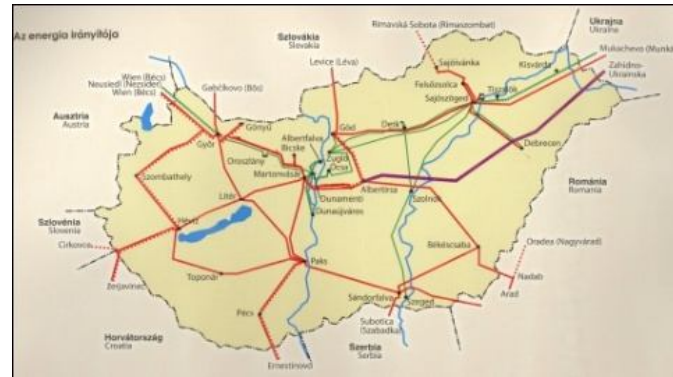 Az energia irányítója
Szlovákia
Slovakia
Rimavská Sobota (Rimaszombat)
Ukrajna
Ukraine
Mukachevo (Munká
Zahidno-
Ukrainska
Kisvárda
Sajóivánka
Felsőzsolca
Sajószöged
Tiszalök
Levice (Léva)
Gabčíkovo (Bős)
Wien (Bécs)
Neusiedl (Nezsider)
Wien (Bécs)
Ausztria
Austria
Gönyű
Győr
Oroszlány
Albertfalva
Bicske
Martonvásár
Göd
Zugló
Ócsa
Detk
Debrecen
Albertirsa
Dunamenti
Dunaújváros
Szolnok
Románia
Romania
Szombathely
Litér
Hévíz
Szlovénia
Slovenia
Cirkovce
Žerjavinec
Toponár
Paks
Pécs
Békéscsaba
Oradea (Nagyvárad)
Nadab
Arad
Sándorfalva
Szeged
Subotica
(Szabadka)
Szerbia
Serbia
Horvátország
Croatia
Ernestinovo